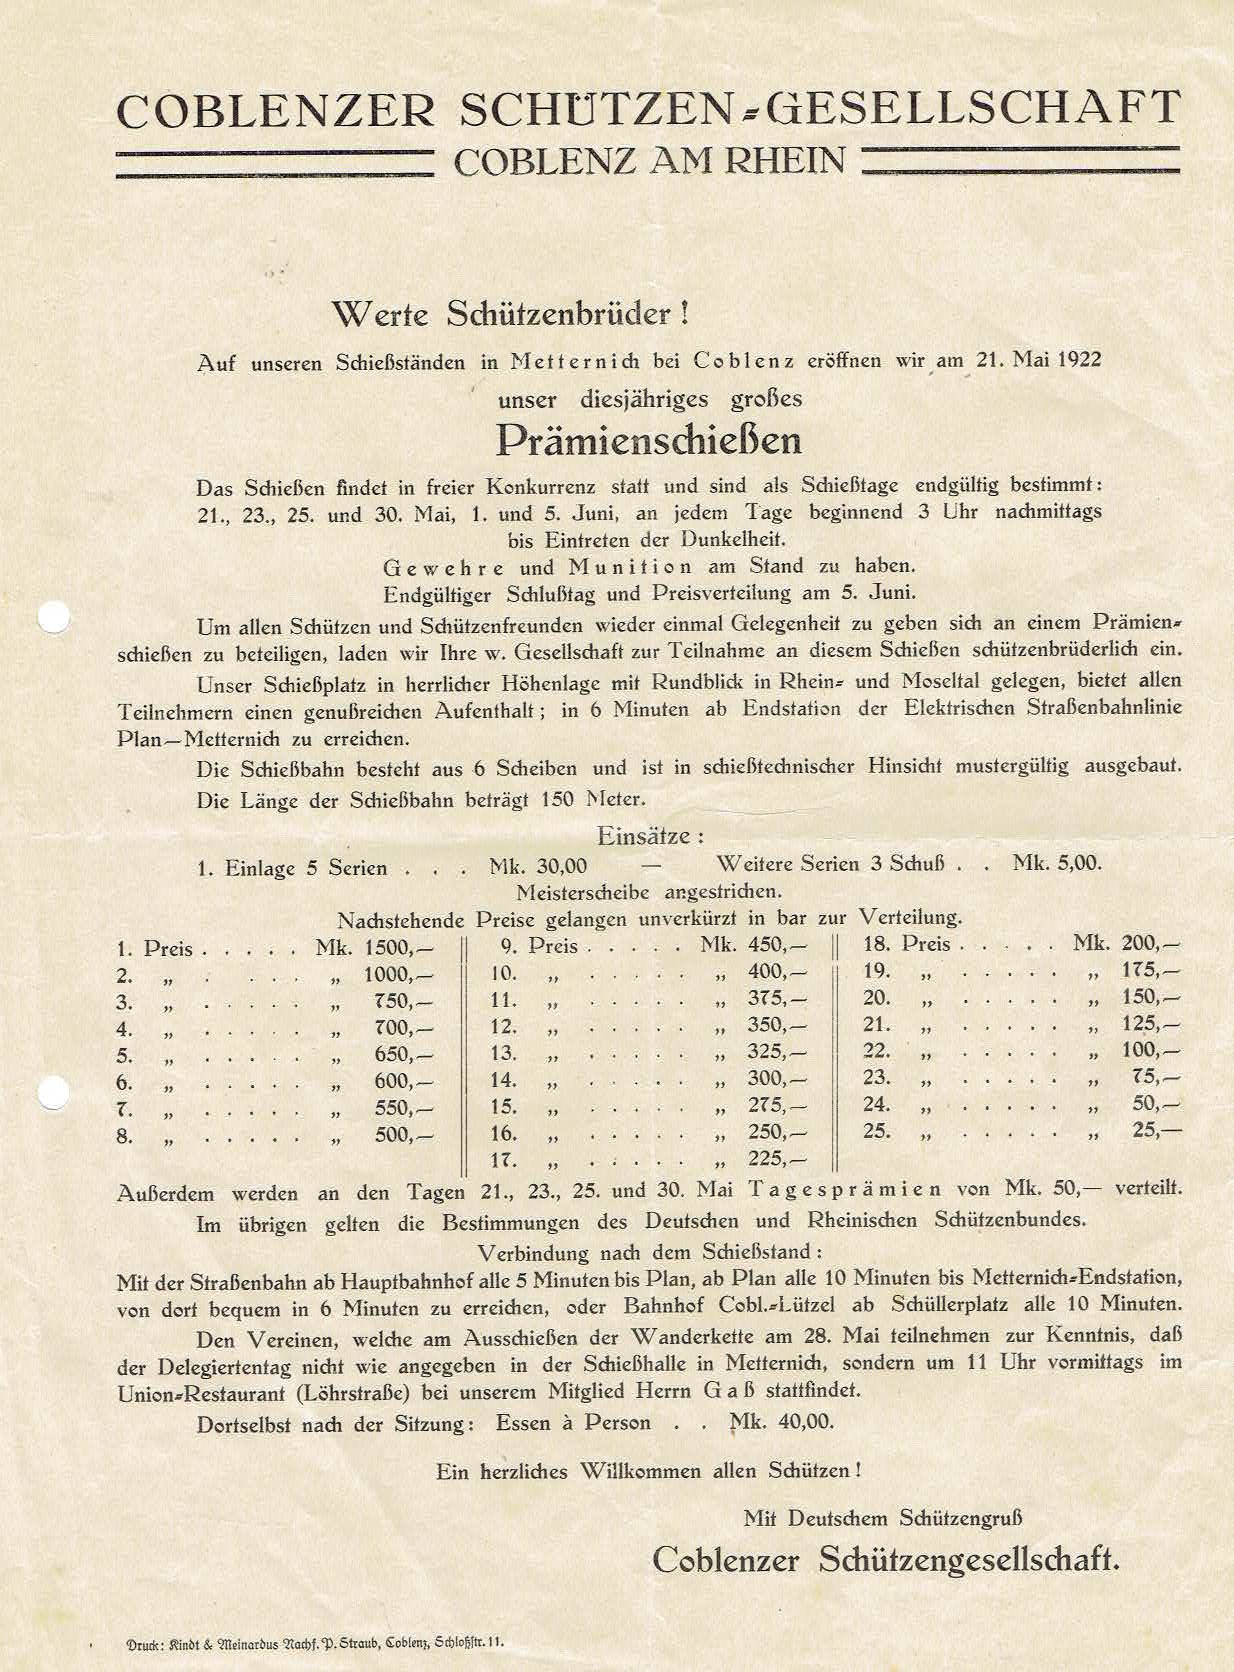 COBLENZER SCHÜTZEN-GESELLSCHAFT
COBLENZ AM RHEIN
Werte Schützenbrüder!
Auf unseren Schießständen in Metternich bei Coblenz eröffnen wir am 21. Mai 1922
unser diesjähriges großes
Prämienschießen
Das Schießen findet in freier Konkurrenz statt und sind als Schießtage endgültig bestimmt:
21., 23., 25. und 30. Mai, 1. und 5. Juni, an jedem Tage beginnend 3 Uhr nachmittags
bis Eintreten der Dunkelheit.
Gewehre und Munition am Stand zu haben.
Endgültiger Schlußtag und Preisverteilung am 5. Juni.
Um allen Schützen und Schützenfreunden wieder einmal Gelegenheit zu geben sich an einem Prämien-
schießen zu beteiligen, laden wir Ihre w. Gesellschaft zur Teilnahme an diesem Schießen schützenbrüderlich ein.
Unser Schießplatz in herrlicher Höhenlage mit Rundblick in Rhein- und Moseltal gelegen, bietet allen
Teilnehmern einen genußreichen Aufenthalt; in 6 Minuten ab Endstation der Elektrischen Straßenbahnlinie
Plan—Metternich zu erreichen.
Die Schießbahn besteht aus 6 Scheiben und ist in schießtechnischer Hinsicht mustergültig ausgebaut.
Die Länge der Schießbahn beträgt 150 Meter.
Einsätze:
1. Einlage 5 Serien . . . Mk. 30,00 — Weitere Serien 3 Schuß . . Mk. 5,00.
Meisterscheibe angestrichen.
Nachstehende Preise gelangen unverkürzt in bar zur Verteilung.
1. Preis . . . . . Mk. 1500,— 9. Preis . . . . . Mk. 450,— 18. Preis . . . . . Mk. 200,—
2. „ . . . . . „ 1000,— 10. „ . . . . . „ 400,— 19. „ . . . . . „ 175,—
3. „ . . . . . „ 750,— 11. „ . . . . . „ 375,— 20. „ . . . . . „ 150,—
4. „ . . . . . „ 700,— 12. „ . . . . . „ 350,— 21. „ . . . . . „ 125,—
5. „ . . . . . „ 650,— 13. „ . . . . . „ 325,— 22. „ . . . . . „ 100,—
6. „ . . . . . „ 600,— 14. „ . . . . . „ 300,— 23. „ . . . . . „ 75,—
7. „ . . . . . „ 550,— 15. „ . . . . . „ 275,— 24. „ . . . . . „ 50,—
8. „ . . . . . „ 500,— 16. „ . . . . . „ 250,— 25. „ . . . . . „ 25,—
17. „ . . . . . „ 225,—
Außerdem werden an den Tagen 21., 23., 25. und 30. Mai Tagesprämien von Mk. 50,— verteilt.
Im übrigen gelten die Bestimmungen des Deutschen und Rheinischen Schützenbundes.
Verbindung nach dem Schießstand:
Mit der Straßenbahn ab Hauptbahnhof alle 5 Minuten bis Plan, ab Plan alle 10 Minuten bis Metternich-Endstation,
von dort bequem in 6 Minuten zu erreichen, oder Bahnhof Cobl.-Lützel ab Schüllerplatz alle 10 Minuten.
Den Vereinen, welche am Ausschießen der Wanderkette am 28. Mai teilnehmen zur Kenntnis, daß
der Delegiertentag nicht wie angegeben in der Schießhalle in Metternich, sondern um 11 Uhr vormittags im
Union-Restaurant (Löhrstraße) bei unserem Mitglied Herrn Gaß stattfindet.
Dortselbst nach der Sitzung: Essen à Person . . Mk. 40,00.
Ein herzliches Willkommen allen Schützen!
Mit Deutschem Schützengruß
Coblenzer Schützengesellschaft.
Druck: Kindt & Meinardus Nachf. P. Straub, Coblenz, Schloßstr. 11.